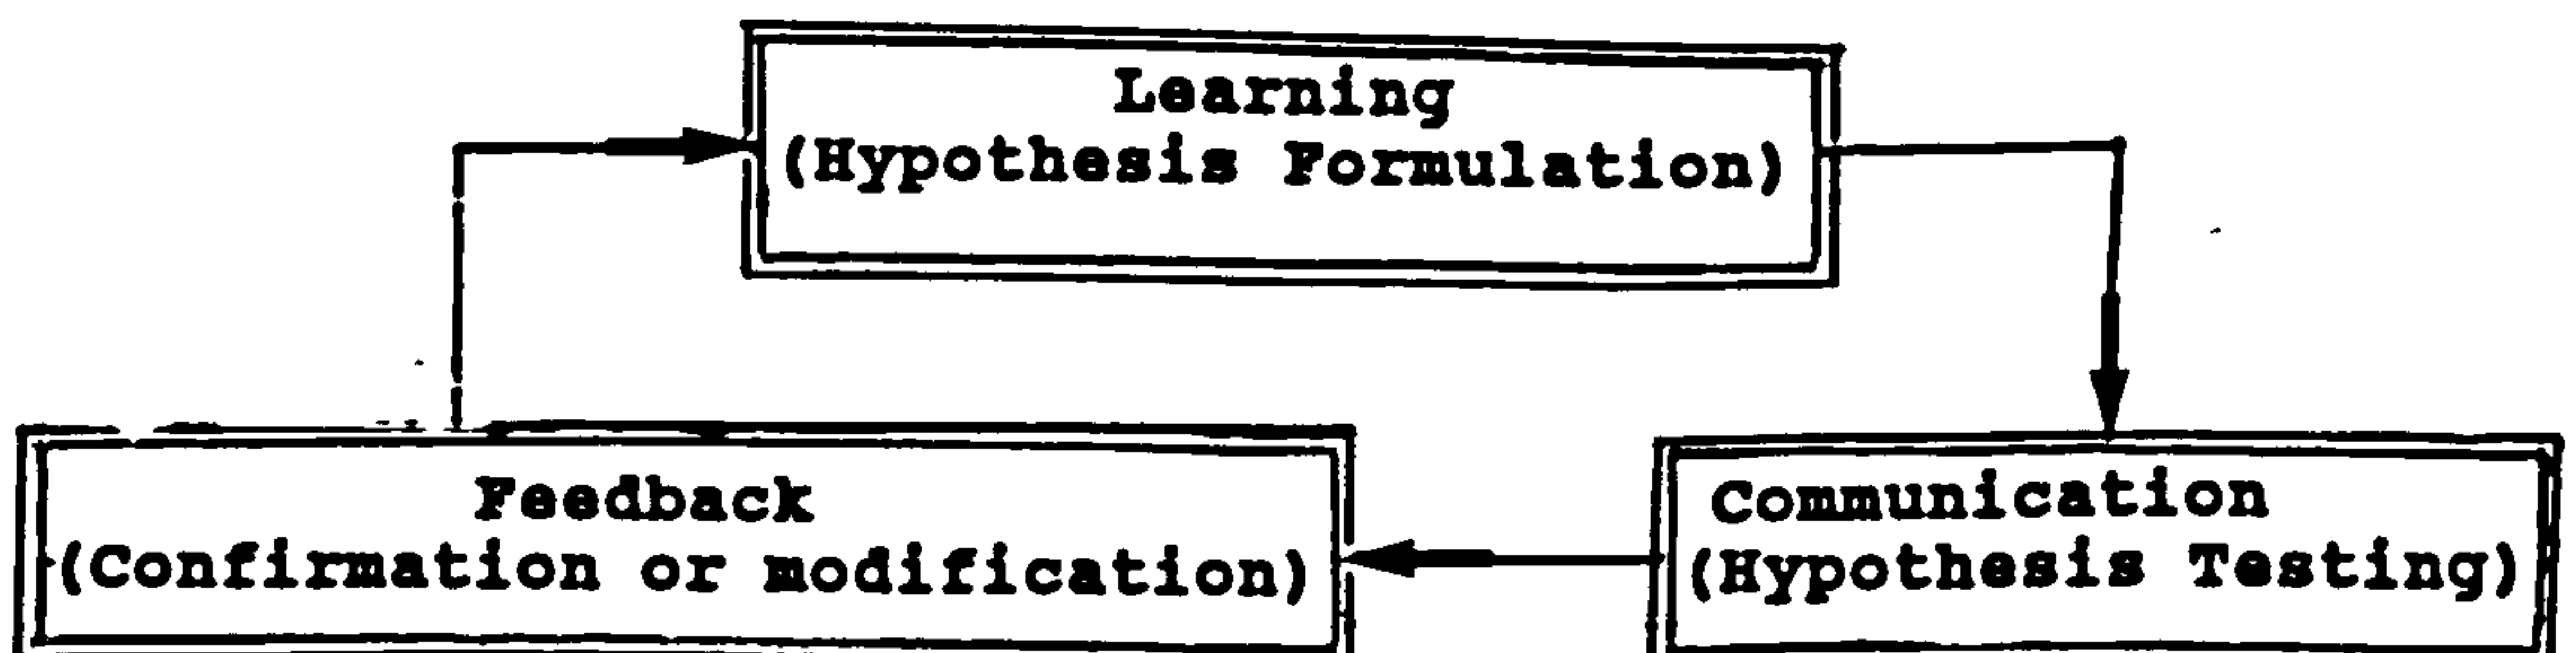 Learning
(Hypothesis Formulation)
Feedback
(Confirmation or modification)
Communication
(Hypothesis Testing)